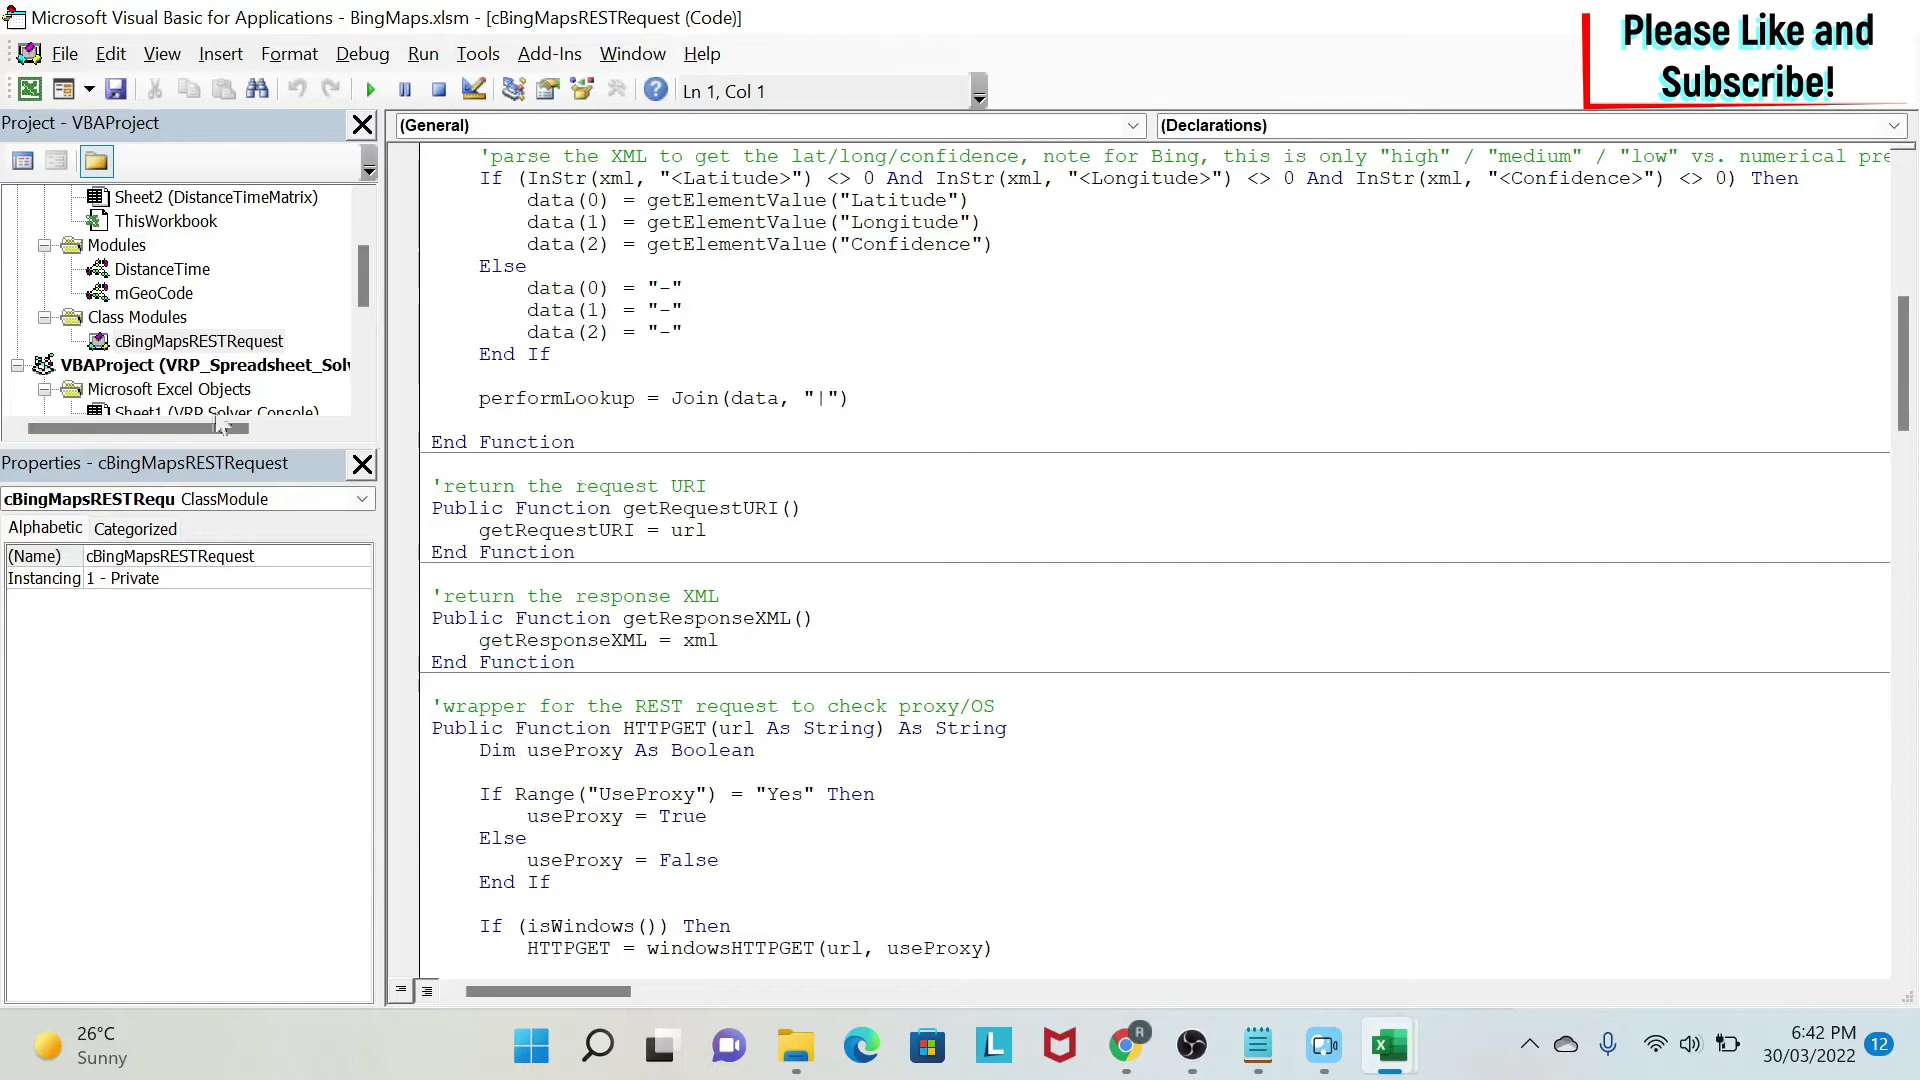 Microsoft Visual Basic for Applications - BingMaps.xlsm - [cBingMapsRESTRequest (Code)]
Please Like and
Subscribe!
File Edit View Insert Format Debug Run Tools Add-Ins Window Help
Ln 1, Col 1
Project - VBAProject
Sheet2 (DistanceTimeMatrix)
ThisWorkbook
Modules
DistanceTime
mGeoCode
Class Modules
cBingMapsRESTRequest
VBAProject (VRP_Spreadsheet_Solv
Microsoft Excel Objects
Sheet1 (VRP Solver Console)
Properties - cBingMapsRESTRequest
cBingMapsRESTRequ ClassModule
Alphabetic Categorized
(Name) cBingMapsRESTRequest
Instancing 1 - Private
(General) (Declarations)
'parse the XML to get the lat/long/confidence, note for Bing, this is only "high" / "medium" / "low" vs. numerical pre
If (InStr(xml, "<Latitude>") <> 0 And InStr(xml, "<Longitude>") <> 0 And InStr(xml, "<Confidence>") <> 0) Then
data(0) = getElementValue("Latitude")
data(1) = getElementValue("Longitude")
data(2) = getElementValue("Confidence")
Else
data(0) = "-"
data(1) = "-"
data(2) = "-"
End If
performLookup = Join(data, "|")
End Function
'return the request URI
Public Function getRequestURI()
getRequestURI = url
End Function
'return the response XML
Public Function getResponseXML()
getResponseXML = xml
End Function
'wrapper for the REST request to check proxy/OS
Public Function HTTPGET(url As String) As String
Dim useProxy As Boolean
If Range("UseProxy") = "Yes" Then
useProxy = True
Else
useProxy = False
End If
If (isWindows()) Then
HTTPGET = windowsHTTPGET(url, useProxy)
26°C
Sunny
L
R
6:42 PM
30/03/2022
12